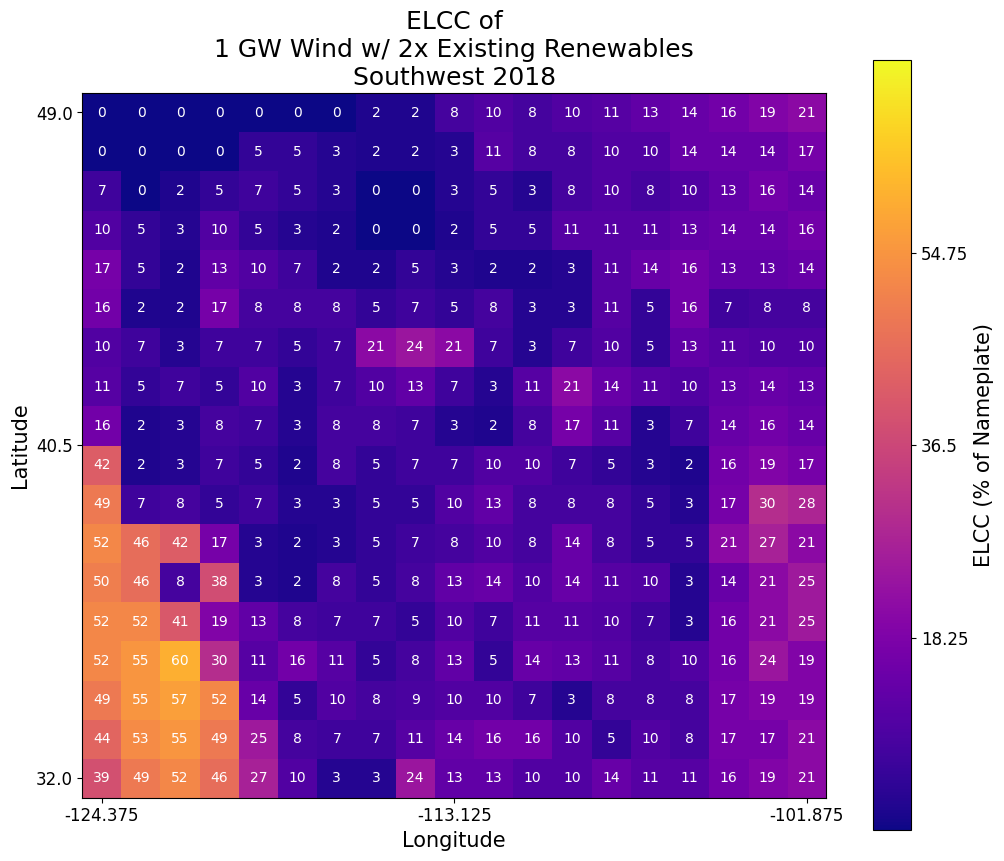 ELCC of
1 GW Wind w/ 2x Existing Renewables
Southwest 2018
49.0 0 0 0 0 0 0 0 2 2 8 10 8 10 11 13 14 16 19 21
0 0 0 0 5 5 3 2 2 3 11 8 8 10 10 14 14 14 17
7 0 2 5 7 5 3 0 0 3 5 3 8 10 8 10 13 16 14
10 5 3 10 5 3 2 0 0 2 5 5 11 11 11 13 14 14 16
17 5 2 13 10 7 2 2 5 3 2 2 3 11 14 16 13 13 14
16 2 2 17 8 8 8 5 7 5 8 3 3 11 5 16 7 8 8
10 7 3 7 7 5 7 21 24 21 7 3 7 10 5 13 11 10 10
11 5 7 5 10 3 7 10 13 7 3 11 21 14 11 10 13 14 13
40.5 16 2 3 8 7 3 8 8 7 3 2 8 17 11 3 7 14 16 14
42 2 3 7 5 2 8 5 7 7 10 10 7 5 3 2 16 19 17
49 7 8 5 7 3 3 5 5 10 13 8 8 8 5 3 17 30 28
52 46 42 17 3 2 3 5 7 8 10 8 14 8 5 5 21 27 21
50 46 8 38 3 2 8 5 8 13 14 10 14 11 10 3 14 21 25
52 52 41 19 13 8 7 7 5 10 7 11 11 10 7 3 16 21 25
52 55 60 30 11 16 11 5 8 13 5 14 13 11 8 10 16 24 19
49 55 57 52 14 5 10 8 9 10 10 7 3 8 8 8 17 19 19
44 53 55 49 25 8 7 7 11 14 16 16 10 5 10 8 17 17 21
32.0 39 49 52 46 27 10 3 3 24 13 13 10 10 14 11 11 16 19 21
-124.375 -113.125 -101.875
Longitude
Latitude
54.75
36.5
18.25
ELCC (% of Nameplate)